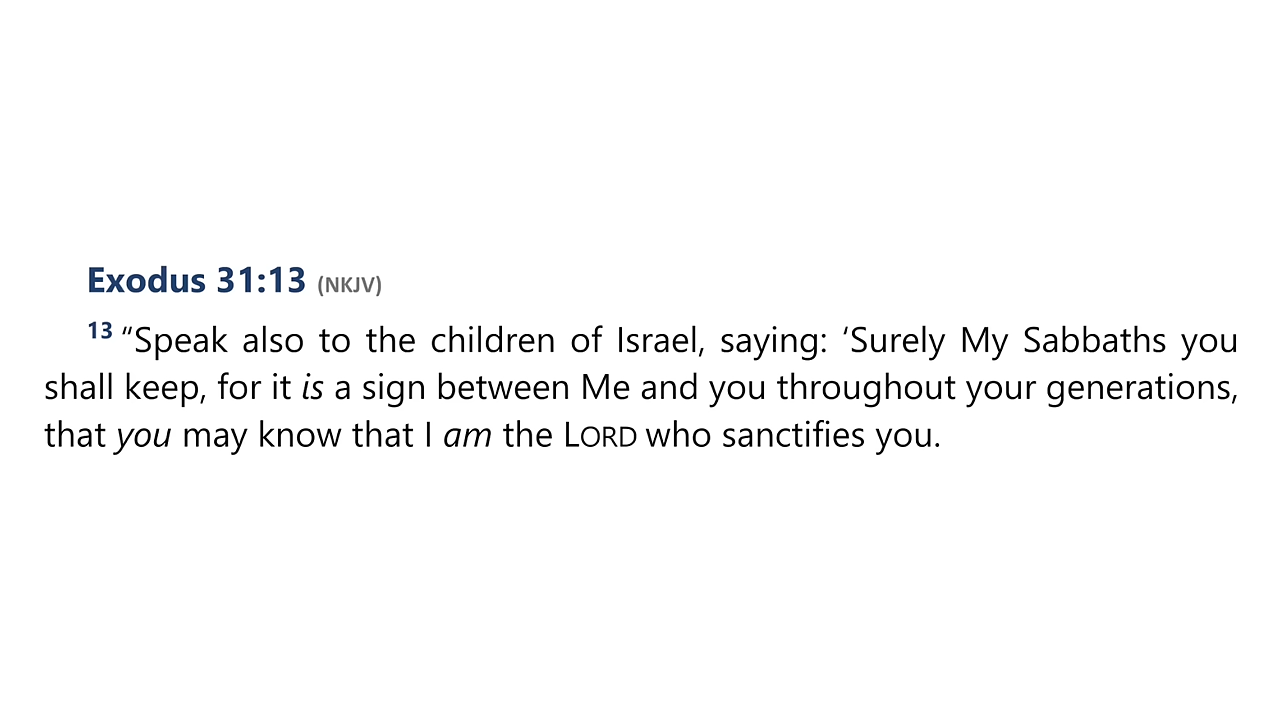 Exodus 31:13 (NKJV)
13 “Speak also to the children of Israel, saying: ‘Surely My Sabbaths you
shall keep, for it is a sign between Me and you throughout your generations,
that you may know that I am the LORD who sanctifies you.